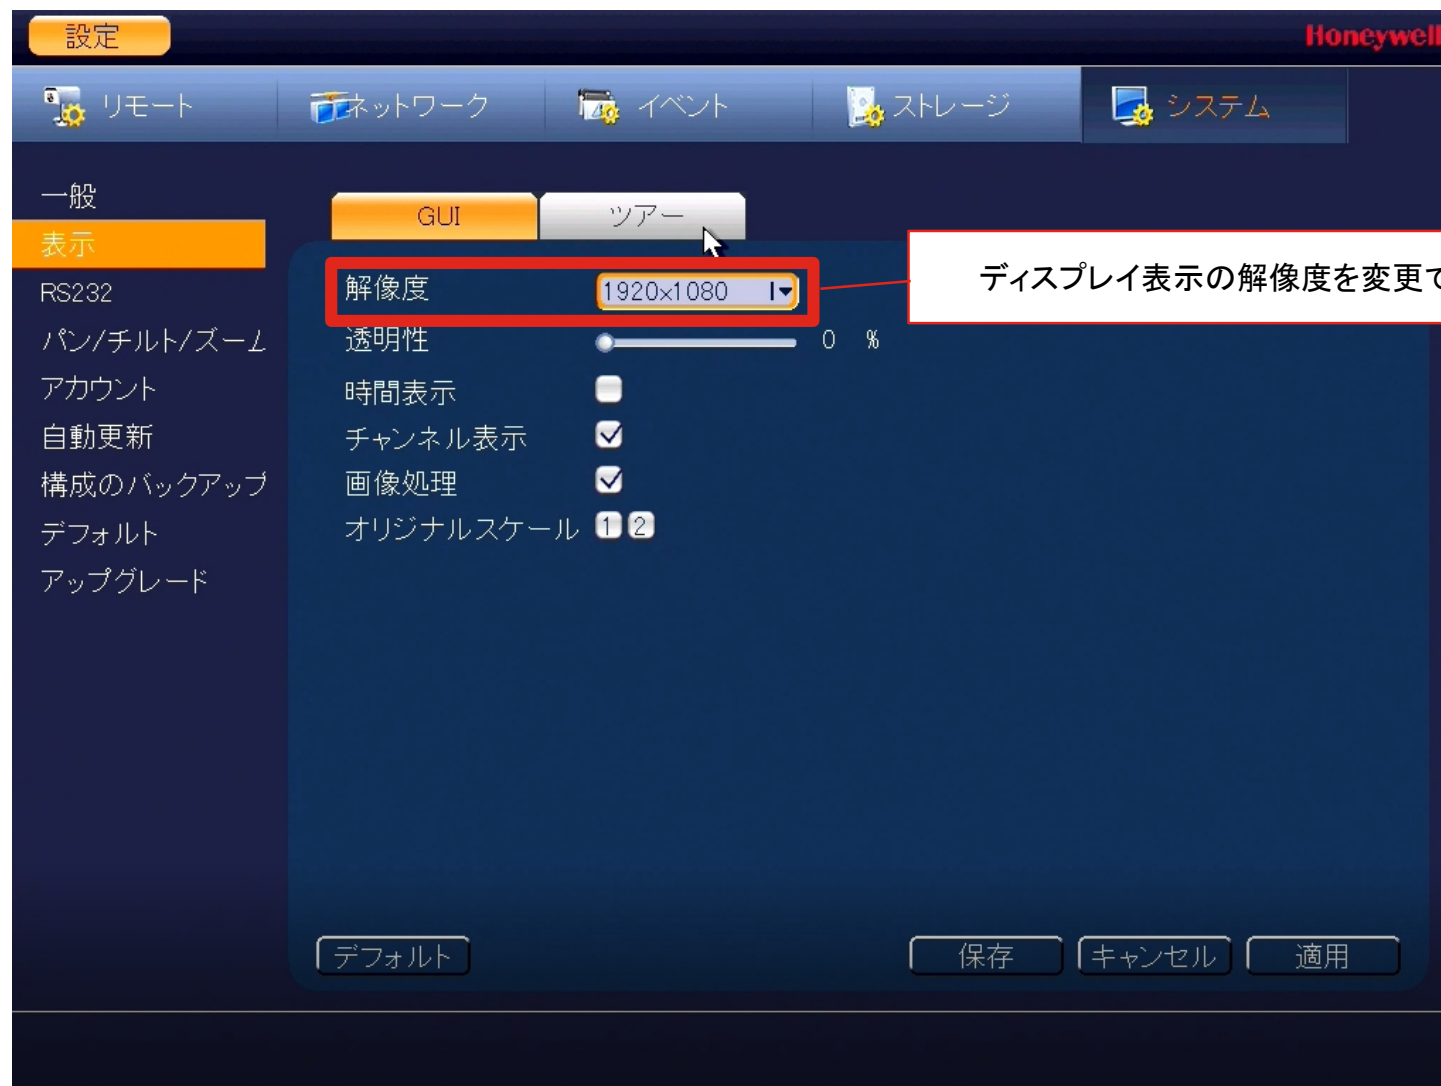 設定
Honeywell
リモート
ネットワーク
イベント
ストレージ
システム
一般
表示
RS232
パン/チルト/ズーム
アカウント
自動更新
構成のバックアップ
デフォルト
アップグレード
GUI
ツアー
解像度 1920×1080
ディスプレイ表示の解像度を変更で
透明性 0 %
時間表示
チャンネル表示
画像処理
オリジナルスケール 1 2
デフォルト
保存
キャンセル
適用